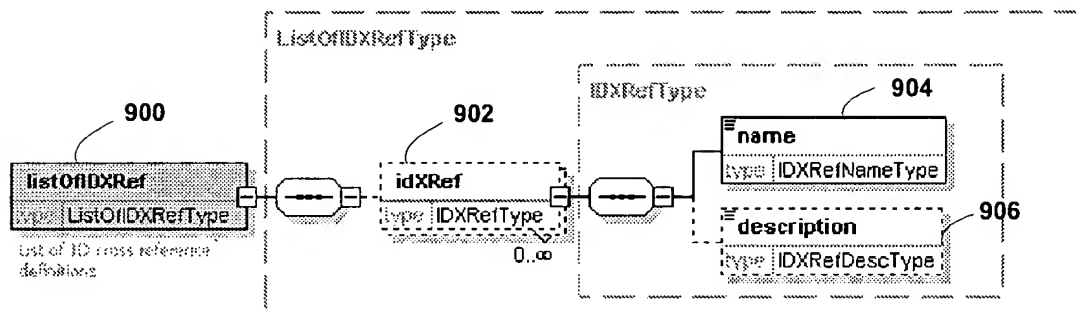 ListOfIDXRefType
IDXRefType
900
902
904
listOfIDXRef
type ListOfIDXRefType
List of ID cross reference
definitions
idXRef
type IDXRefType
0..∞
name
type IDXRefNameType
description
type IDXRefDescType
906